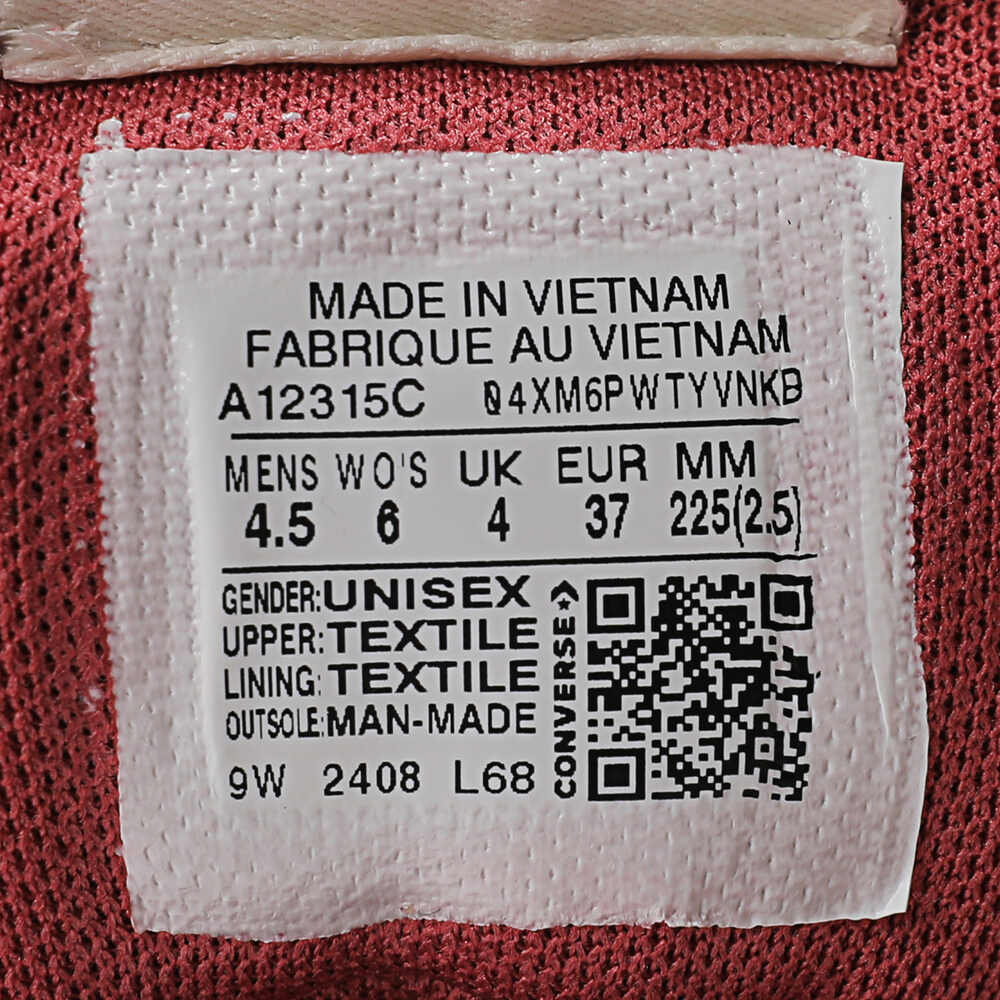 MADE IN VIETNAM
FABRIQUE AU VIETNAM
A12315C 04XM6PWTYVNKB
MENS WO'S UK EUR MM
4.5 6 4 37 225(2.5)
GENDER:UNISEX
UPPER:TEXTILE
LINING:TEXTILE
OUTSOLE:MAN-MADE
9W 2408 L68
CONVERSE